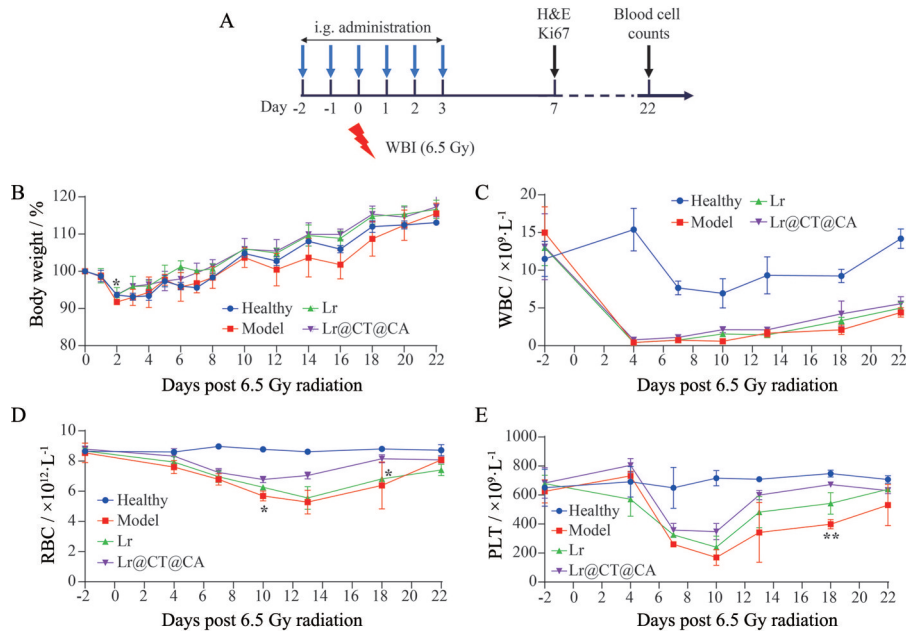 A
i.g. administration
H&E
Ki67
Blood cell
counts
Day -2 -1 0 1 2 3 7 22
WBI (6.5 Gy)
B
Body weight / %
120
110
100
90
80
*
Healthy
Model
Lr
Lr@CT@CA
0 2 4 6 8 10 12 14 16 18 20 22
Days post 6.5 Gy radiation
C
WBC / ×10⁹·L⁻¹
20
15
10
5
0
Healthy
Model
Lr
Lr@CT@CA
-2 0 2 4 6 8 10 12 14 16 18 20 22
Days post 6.5 Gy radiation
D
RBC / ×10¹²·L⁻¹
10
8
6
4
2
0
*
*
Healthy
Model
Lr
Lr@CT@CA
-2 0 2 4 6 8 10 12 14 16 18 20 22
Days post 6.5 Gy radiation
E
PLT / ×10⁹·L⁻¹
1000
800
600
400
200
0
**
Healthy
Model
Lr
Lr@CT@CA
-2 0 2 4 6 8 10 12 14 16 18 20 22
Days post 6.5 Gy radiation